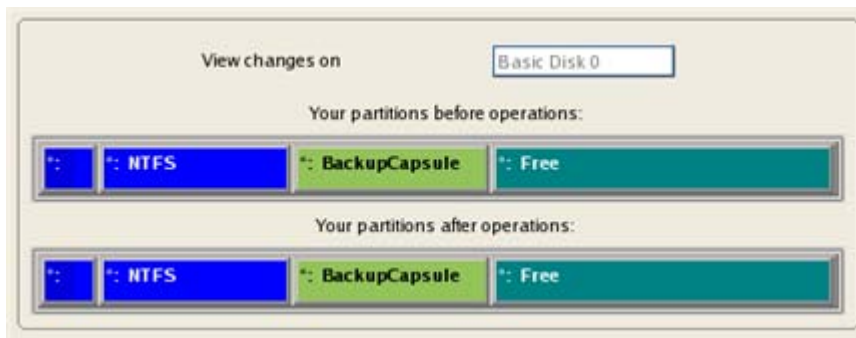 View changes on Basic Disk 0
Your partitions before operations:
*: *: NTFS *: BackupCapsule *: Free
Your partitions after operations:
*: *: NTFS *: BackupCapsule *: Free